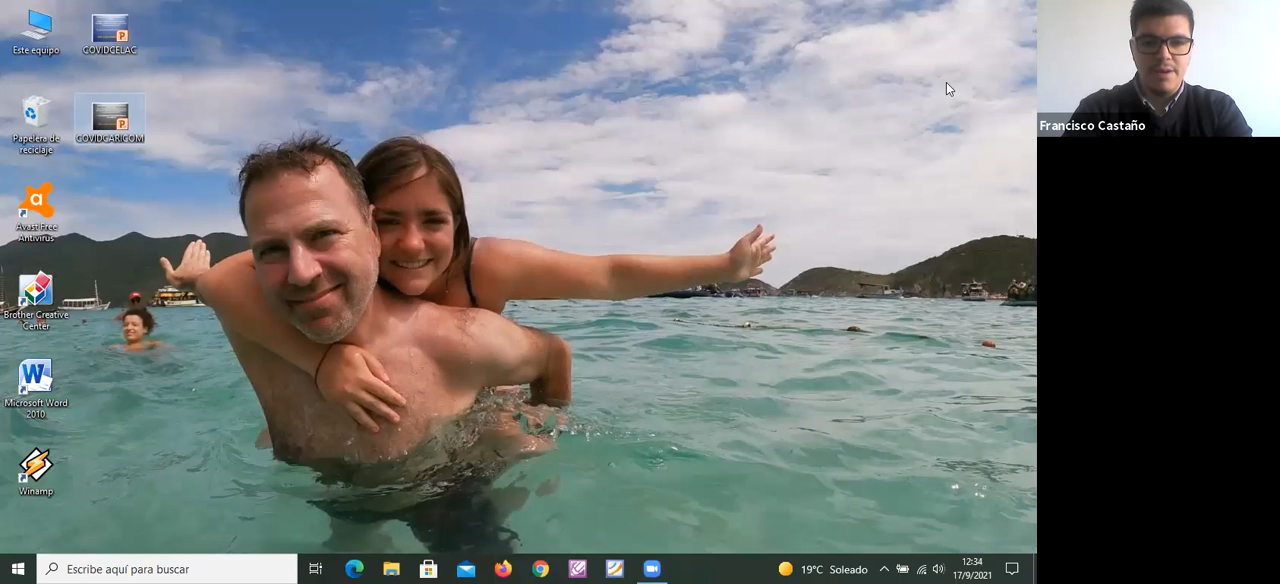 Este equipo
COVIDCELAC
Papelera de
reciclaje
COVIDCARICOM
Avast Free
Antivirus
Brother Creative
Center
Microsoft Word
2010
Winamp
Francisco Castaño
Escribe aquí para buscar
19°C Soleado
12:34
17/9/2021